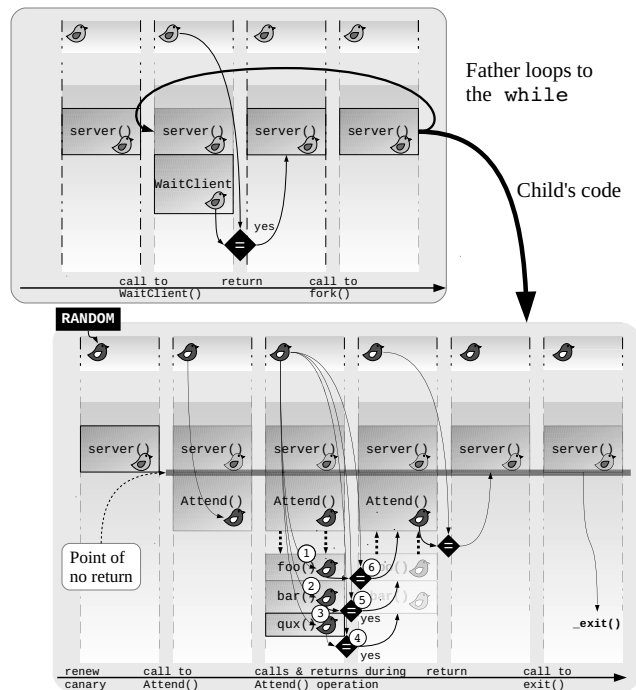 Father loops to
the while
server()
server()
server()
server()
WaitClient
Child's code
yes
call to
WaitClient()
return
call to
fork()
RANDOM
server()
server()
server()
server()
server()
server()
Attend()
Attend()
Attend()
Point of
no return
1
foo()
6
2
bar()
5
bar()
3
qux()
yes
4
yes
_exit()
renew
canary
call to
Attend()
calls & returns during
Attend() operation
return
call to
exit()